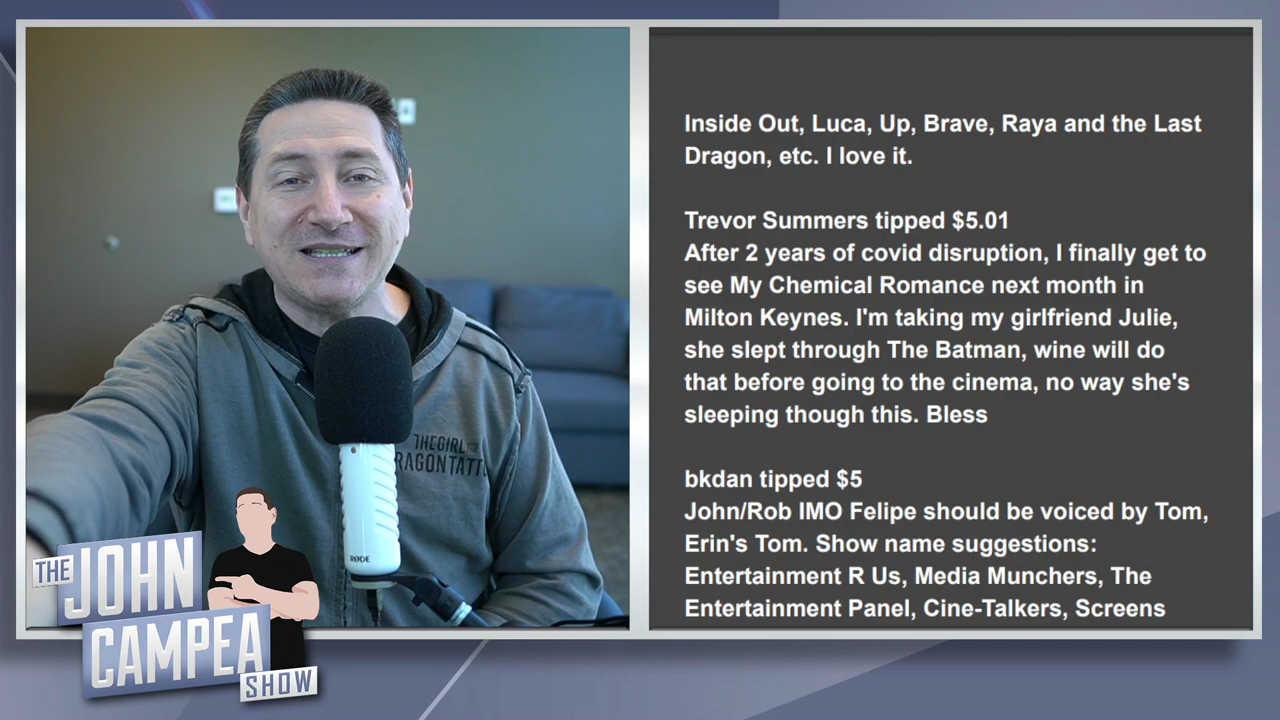 THEGIRL
RAGONTATT
RØDE
THE
JOHN
CAMPEA
SHOW
Inside Out, Luca, Up, Brave, Raya and the Last
Dragon, etc. I love it.
Trevor Summers tipped $5.01
After 2 years of covid disruption, I finally get to
see My Chemical Romance next month in
Milton Keynes. I'm taking my girlfriend Julie,
she slept through The Batman, wine will do
that before going to the cinema, no way she's
sleeping though this. Bless
bkdan tipped $5
John/Rob IMO Felipe should be voiced by Tom,
Erin's Tom. Show name suggestions:
Entertainment R Us, Media Munchers, The
Entertainment Panel, Cine-Talkers, Screens